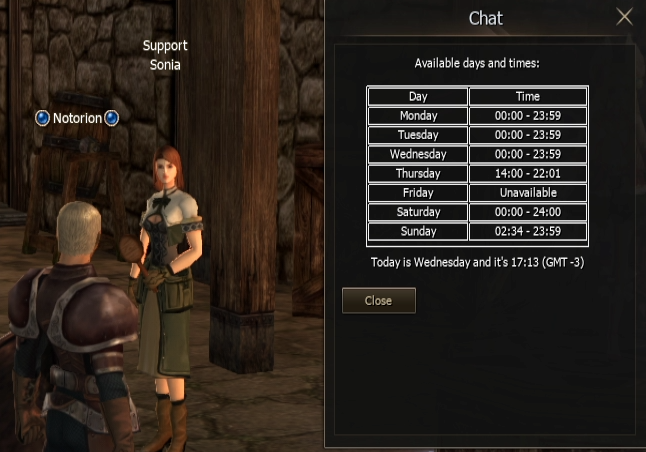 Support
Sonia
Notorion
Chat
Available days and times:
Day Time
Monday 00:00 - 23:59
Tuesday 00:00 - 23:59
Wednesday 00:00 - 23:59
Thursday 14:00 - 22:01
Friday Unavailable
Saturday 00:00 - 24:00
Sunday 02:34 - 23:59
Today is Wednesday and it's 17:13 (GMT -3)
Close